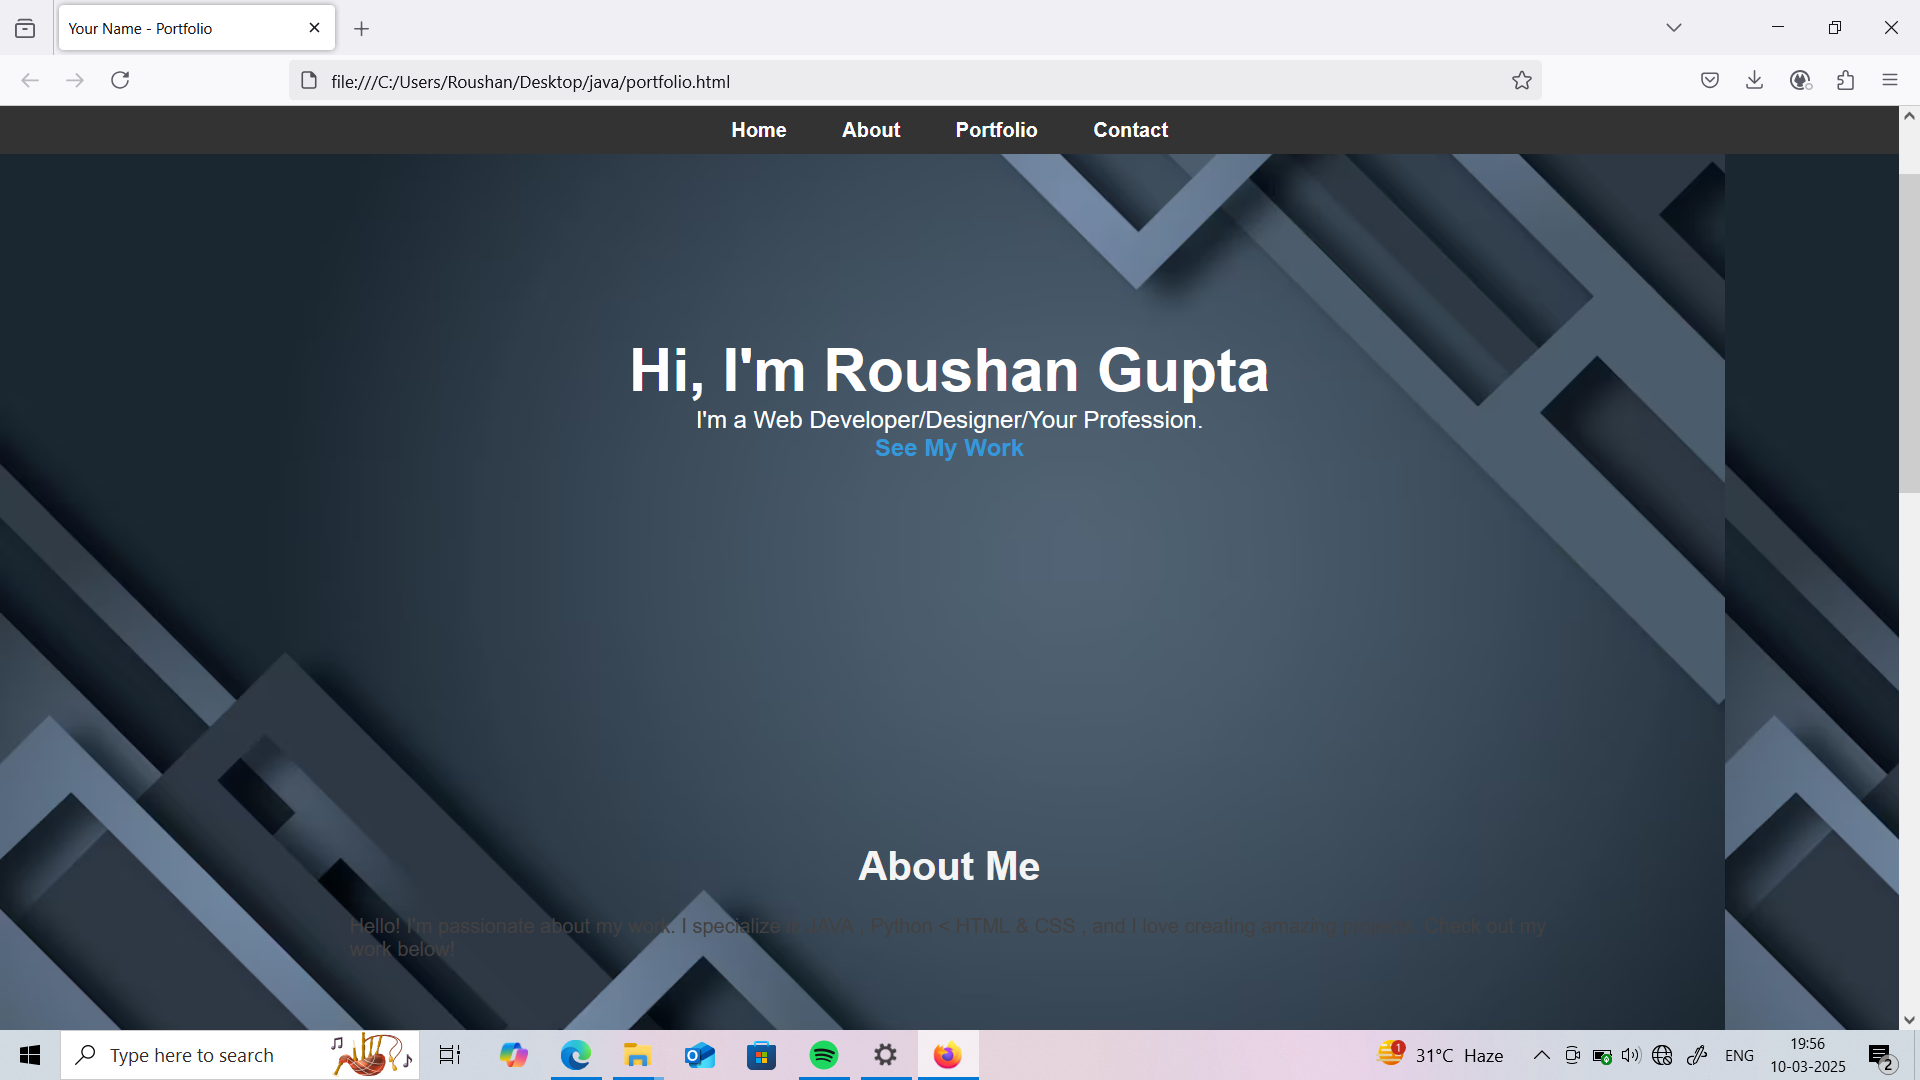 Your Name - Portfolio
file:///C:/Users/Roushan/Desktop/java/portfolio.html
Home About Portfolio Contact
Hi, I'm Roushan Gupta
I'm a Web Developer/Designer/Your Profession.
See My Work
About Me
Hello! I'm passionate about my work. I specialize in JAVA , Python < HTML & CSS , and I love creating amazing Check out my
work below!
Type here to search
1
31°C Haze
ENG
19:56
10-03-2025
2